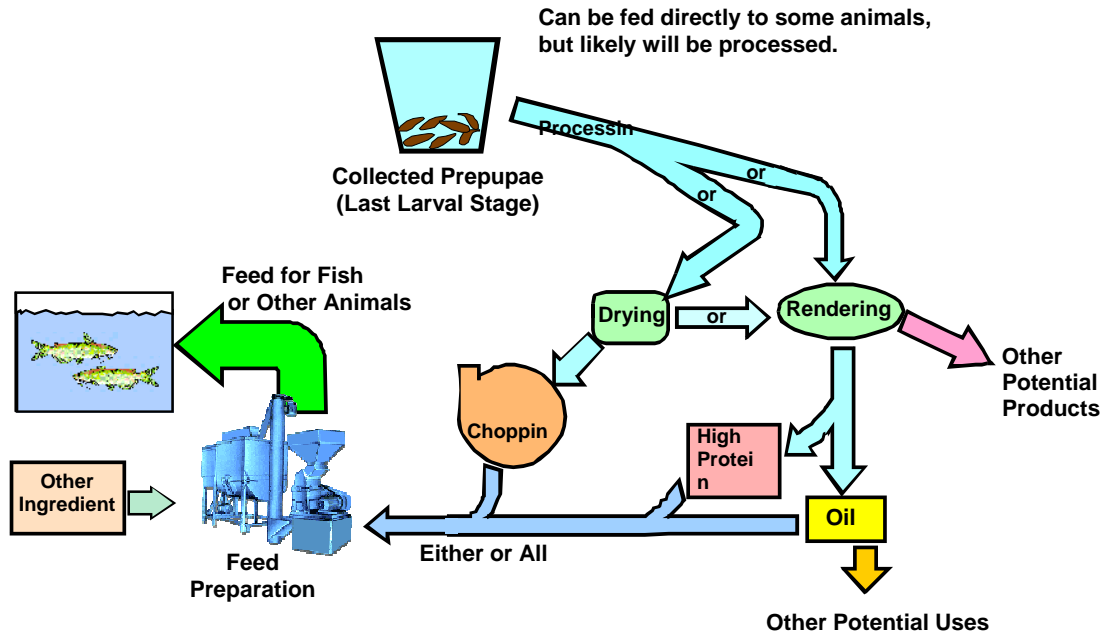 Can be fed directly to some animals,
but likely will be processed.
Processin
or
or
Collected Prepupae
(Last Larval Stage)
Feed for Fish
or Other Animals
Drying
or
Rendering
Other
Potential
Products
Choppin
High
Protei
n
Other
Ingredient
Oil
Either or All
Feed
Preparation
Other Potential Uses